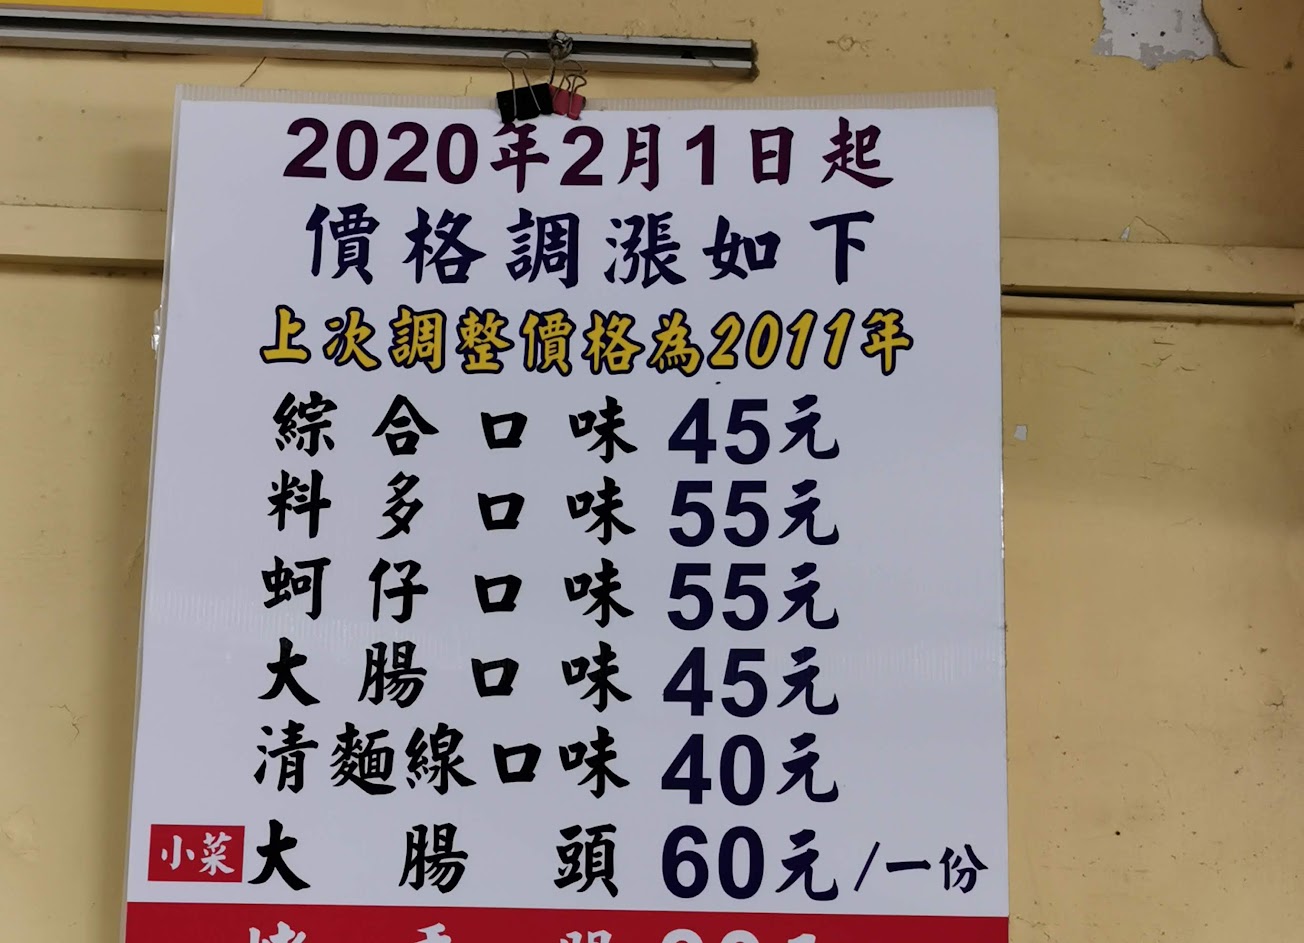 2020年2月1日起
價格調漲如下
上次調整價格為2011年
綜合口味 45元
料多口味 55元
蚵仔口味 55元
大腸口味 45元
清麵線口味 40元
小菜 大腸頭 60元/一份